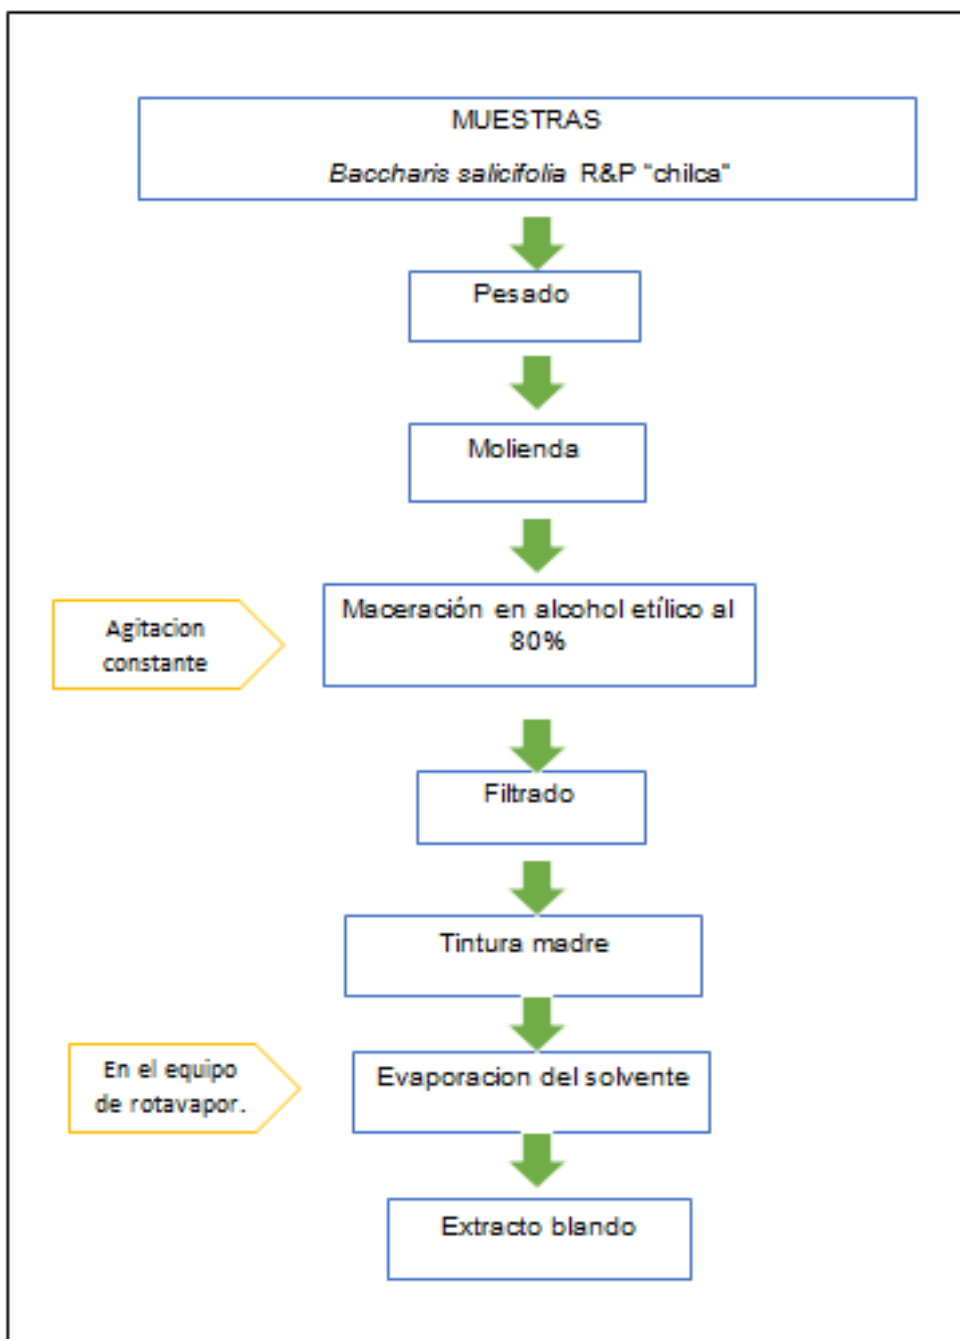 MUESTRAS
Baccharis salicifolia R&P "chilca"
Pesado
Molienda
Agitacion
constante
Maceración en alcohol etílico al
80%
Filtrado
Tintura madre
En el equipo
de rotavapor.
Evaporacion del solvente
Extracto blando